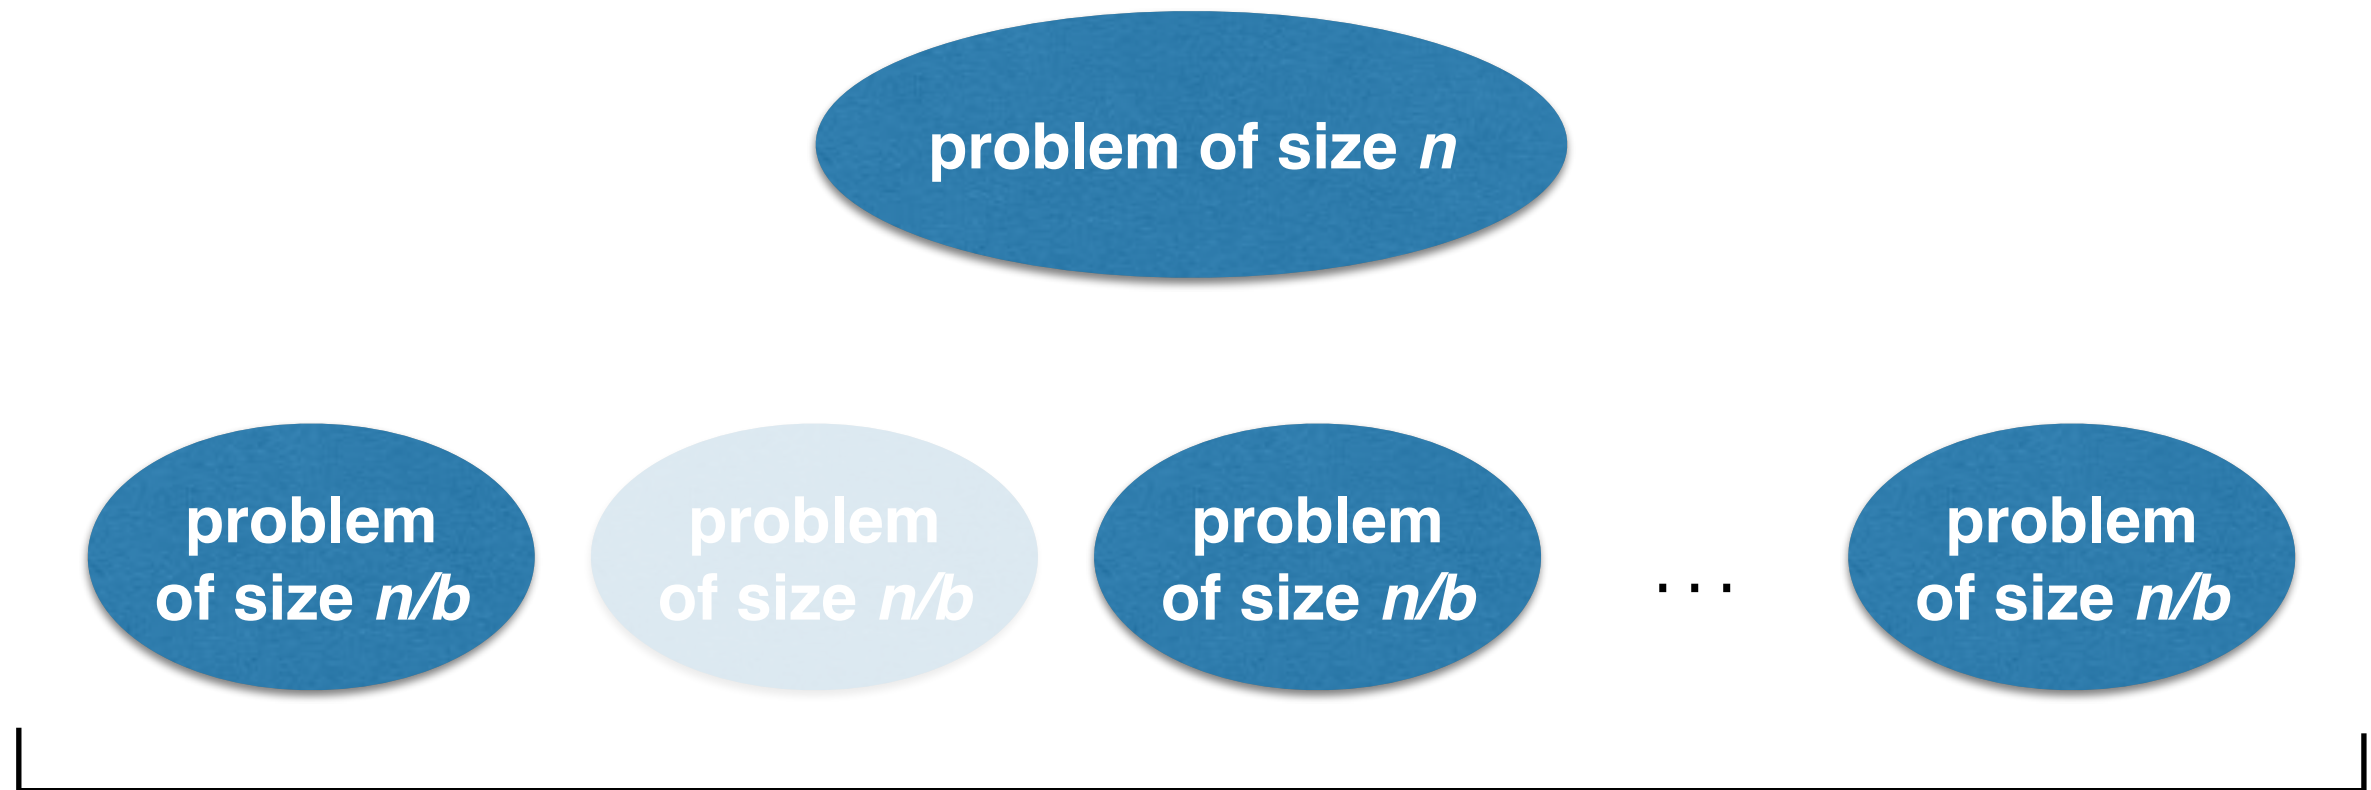 problem of size n
problem
of size n/b
problem
of size n/b
problem
of size n/b
. . .
problem
of size n/b